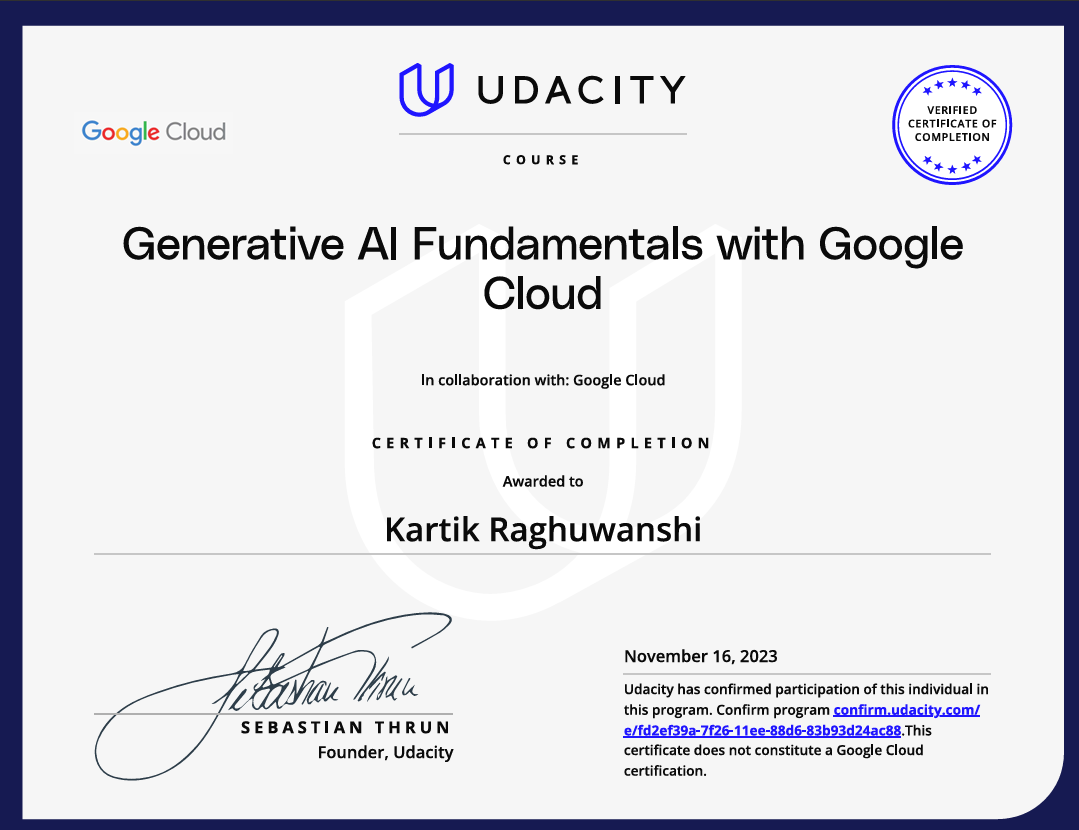 UDACITY
Google Cloud
VERIFIED
CERTIFICATE OF
COMPLETION
COURSE
Generative AI Fundamentals with Google
Cloud
In collaboration with: Google Cloud
CERTIFICATE OF COMPLETION
Awarded to
Kartik Raghuwanshi
Sebastian Thrun
SEBASTIAN THRUN
Founder, Udacity
November 16, 2023
Udacity has confirmed participation of this individual in
this program. Confirm program confirm.udacity.com/
e/fd2ef39a-7f26-11ee-88d6-83b93d24ac88.This
certificate does not constitute a Google Cloud
certification.